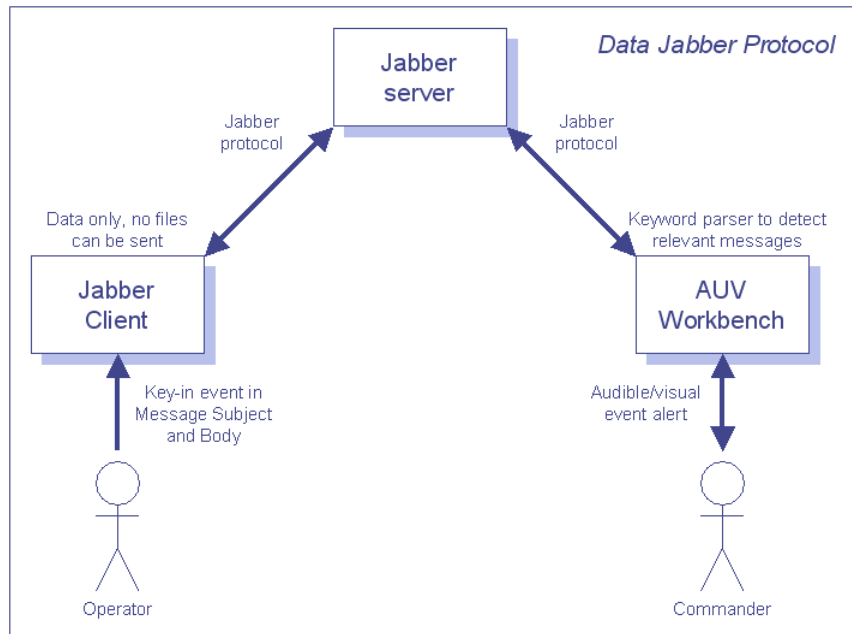 Data Jabber Protocol
Jabber
server
Jabber
protocol
Jabber
protocol
Data only, no files
can be sent
Keyword parser to detect
relevant messages
Jabber
Client
AUV
Workbench
Key-in event in
Message Subject
and Body
Audible/visual
event alert
Operator
Commander